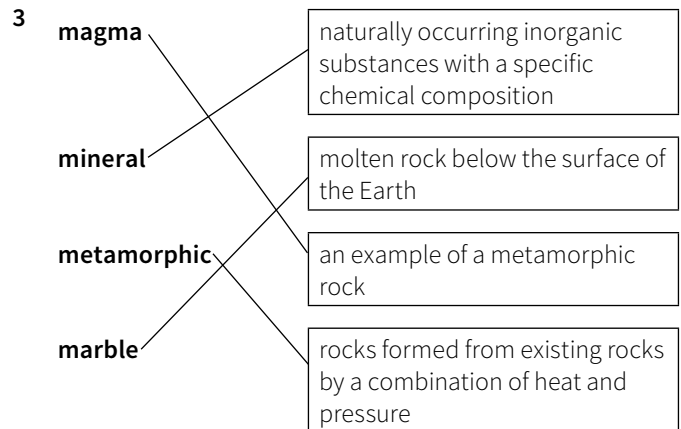 3
magma
naturally occurring inorganic
substances with a specific
chemical composition
mineral
molten rock below the surface of
the Earth
metamorphic
an example of a metamorphic
rock
marble
rocks formed from existing rocks
by a combination of heat and
pressure